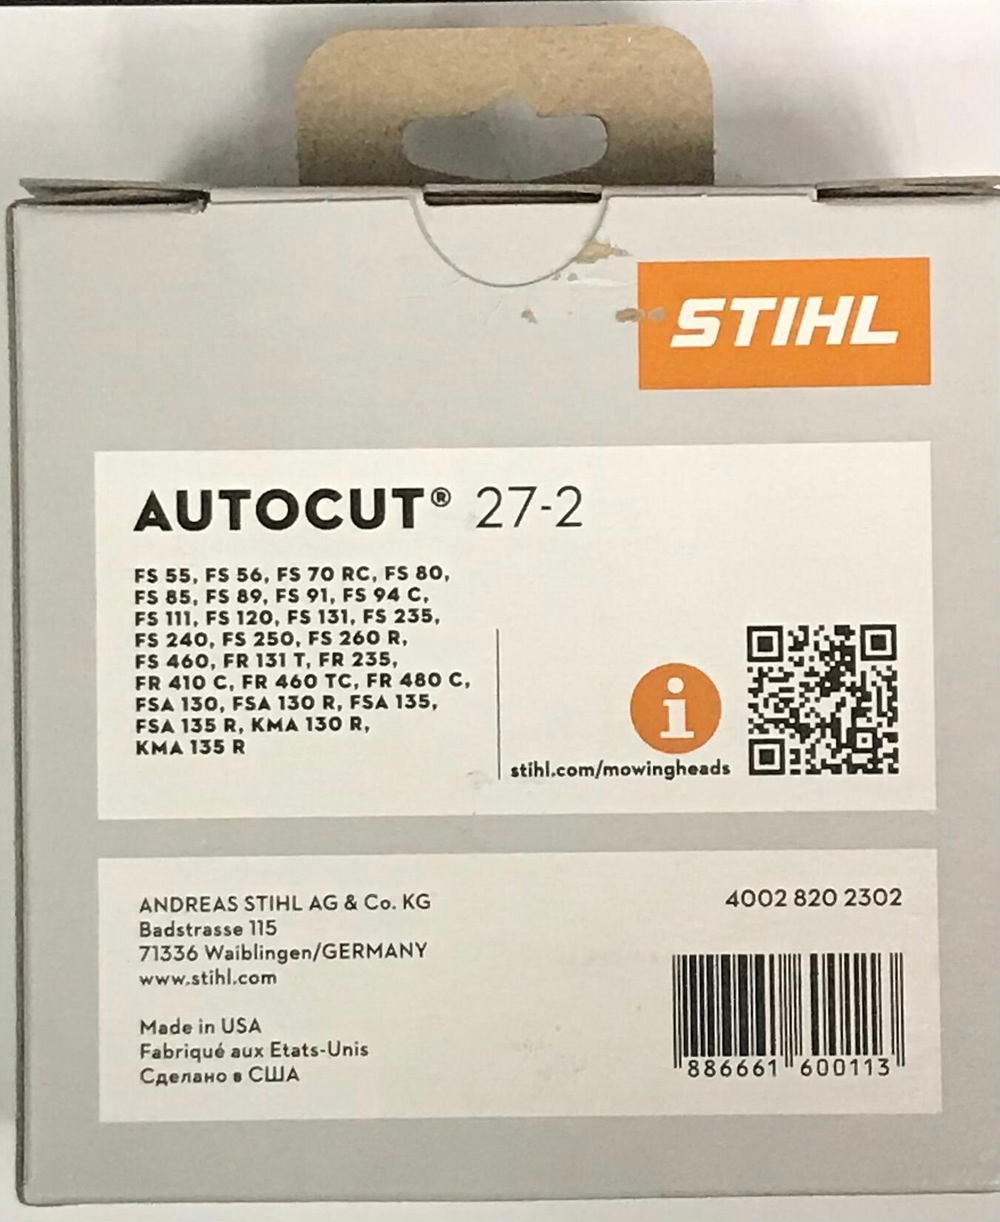 STIHL
AUTOCUT® 27-2
FS 55, FS 56, FS 70 RC, FS 80,
FS 85, FS 89, FS 91, FS 94 C,
FS 111, FS 120, FS 131, FS 235,
FS 240, FS 250, FS 260 R,
FS 460, FR 131 T, FR 235,
FR 410 C, FR 460 TC, FR 480 C,
FSA 130, FSA 130 R, FSA 135,
FSA 135 R, KMA 130 R,
KMA 135 R
i
stihl.com/mowingheads
ANDREAS STIHL AG & Co. KG
Badstrasse 115
71336 Waiblingen/GERMANY
www.stihl.com
Made in USA
Fabriqué aux Etats-Unis
Сделано в США
4002 820 2302
886661 600113